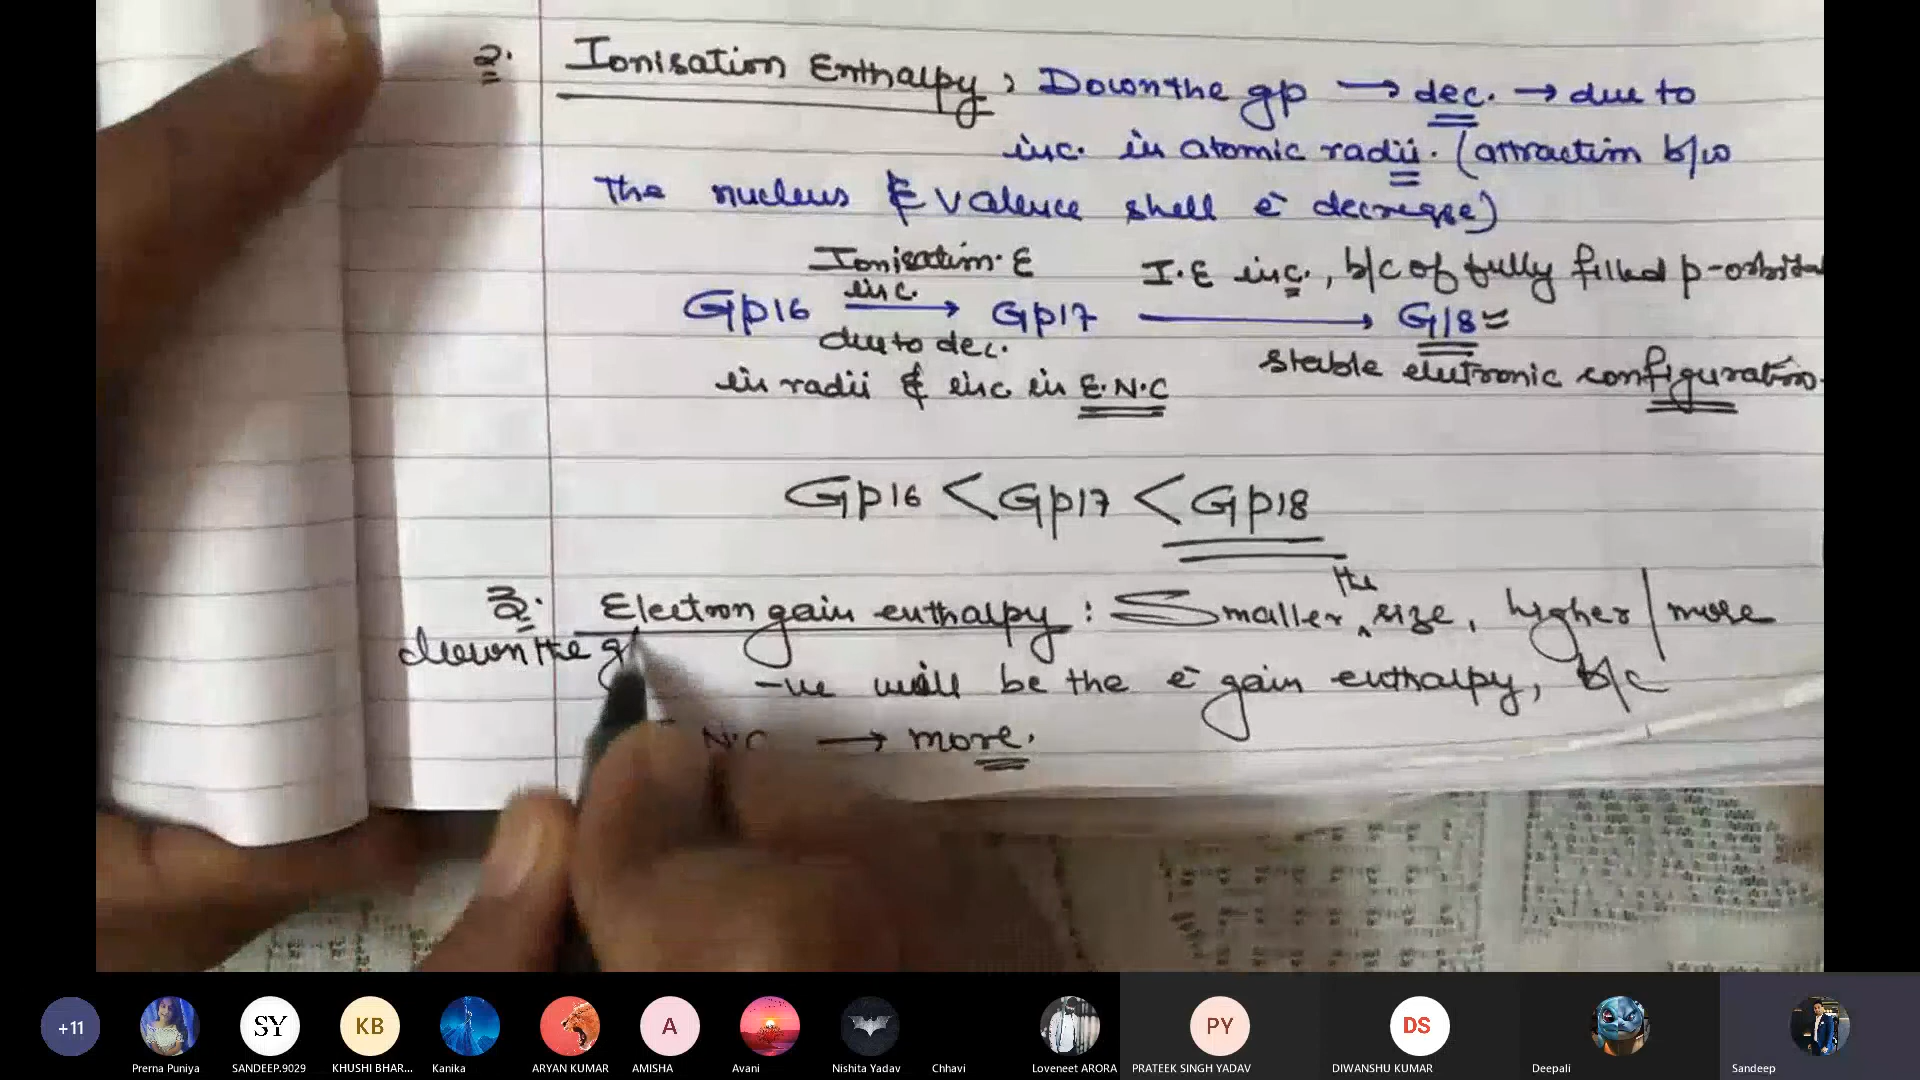 2. Ionisation Enthalpy, Down the gp → dec. → due to
inc. in atomic radii. (attraction b/w
the nucleus & valence shell e⁻ decrease)
Ionisation.E I.E inc., b/c of fully filled p-orbital
inc.
Gp16 → Gp17 → G18
due to dec. stable electronic configuration.
in radii & inc in E.N.C
Gp16 < Gp17 < Gp18
3. Electron gain enthalpy: Smaller the size, higher/more
down the g
-ve will be the e⁻ gain enthalpy, b/c
N.C → more.
+11
SY
KB
A
PY
DS
Prerna Puniya
SANDEEP.9029
KHUSHI BHAR...
Kanika
ARYAN KUMAR
AMISHA
Avani
Nishita Yadav
Chhavi
Loveneet ARORA
PRATEEK SINGH YADAV
DIWANSHU KUMAR
Deepali
Sandeep